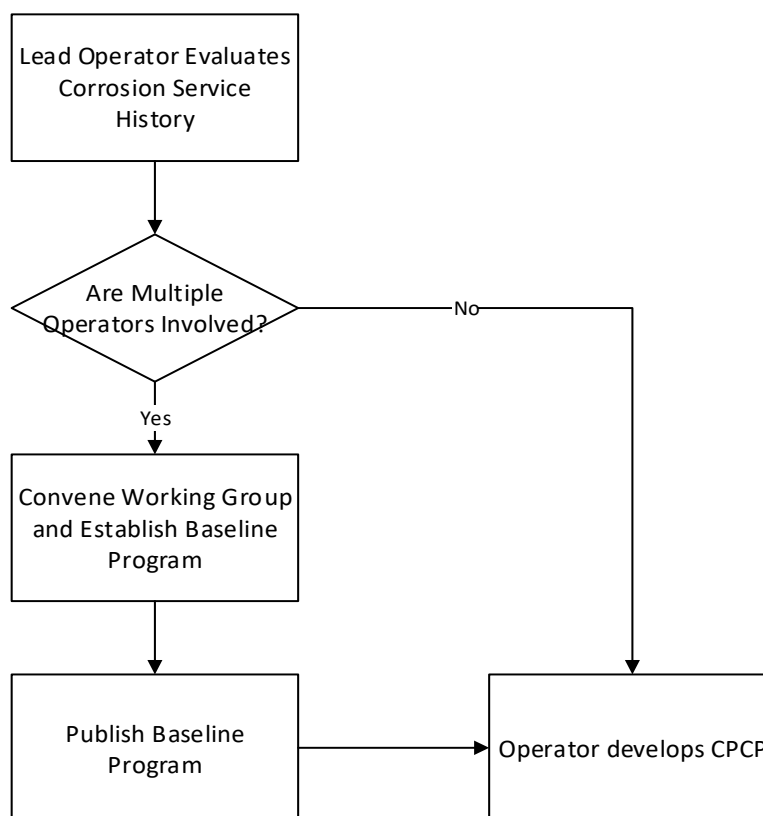 Lead Operator Evaluates
Corrosion Service
History
Are Multiple
Operators Involved?
No
Yes
Convene Working Group
and Establish Baseline
Program
Publish Baseline
Program
Operator develops CPCP